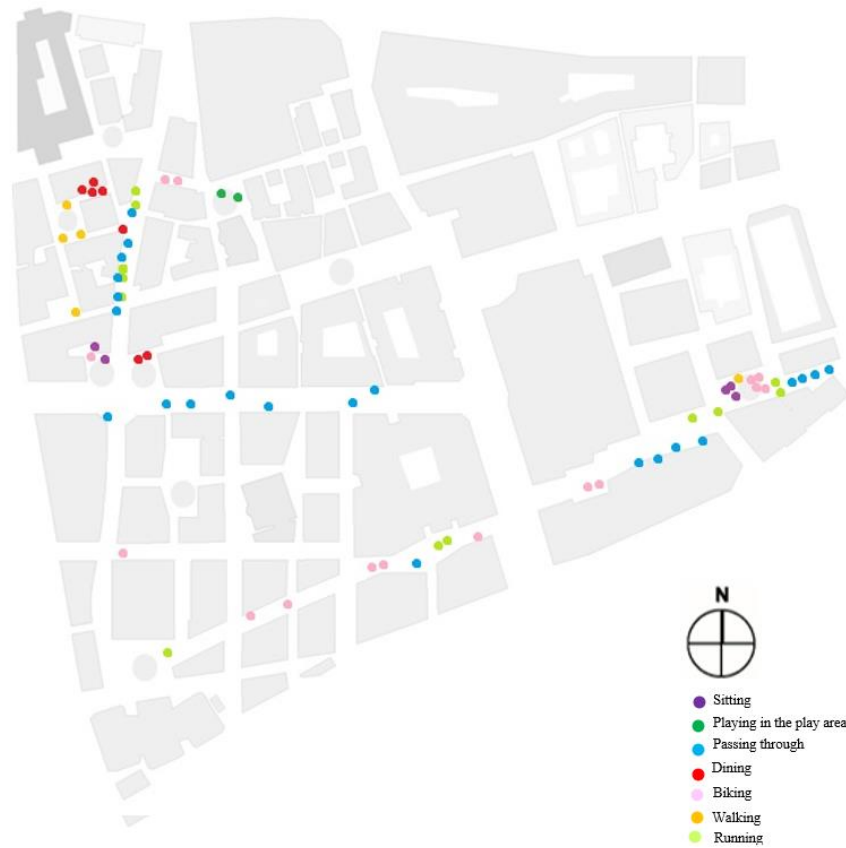 N
Sitting
Playing in the play area
Passing through
Dining
Biking
Walking
Running